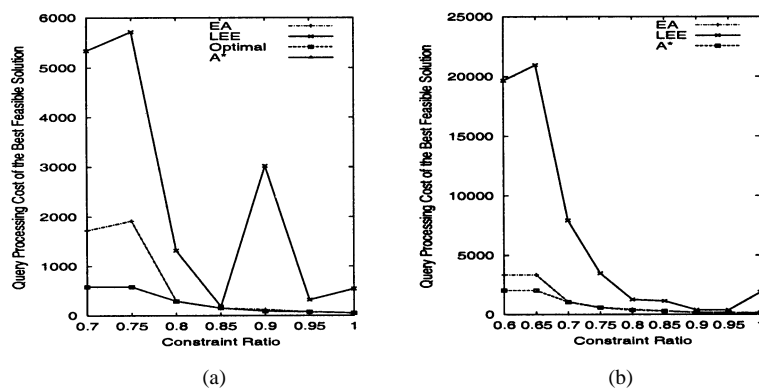 Query Processing Cost of the Best Feasible Solution
6000
5000
4000
3000
2000
1000
0
EA
LEE
Optimal
A*
0.7 0.75 0.8 0.85 0.9 0.95 1
Constraint Ratio
(a)
Query Processing Cost of the Best Feasible Solution
25000
20000
15000
10000
5000
0
EA
LEE
A*
0.6 0.65 0.7 0.75 0.8 0.85 0.9 0.95 1
Constraint Ratio
(b)